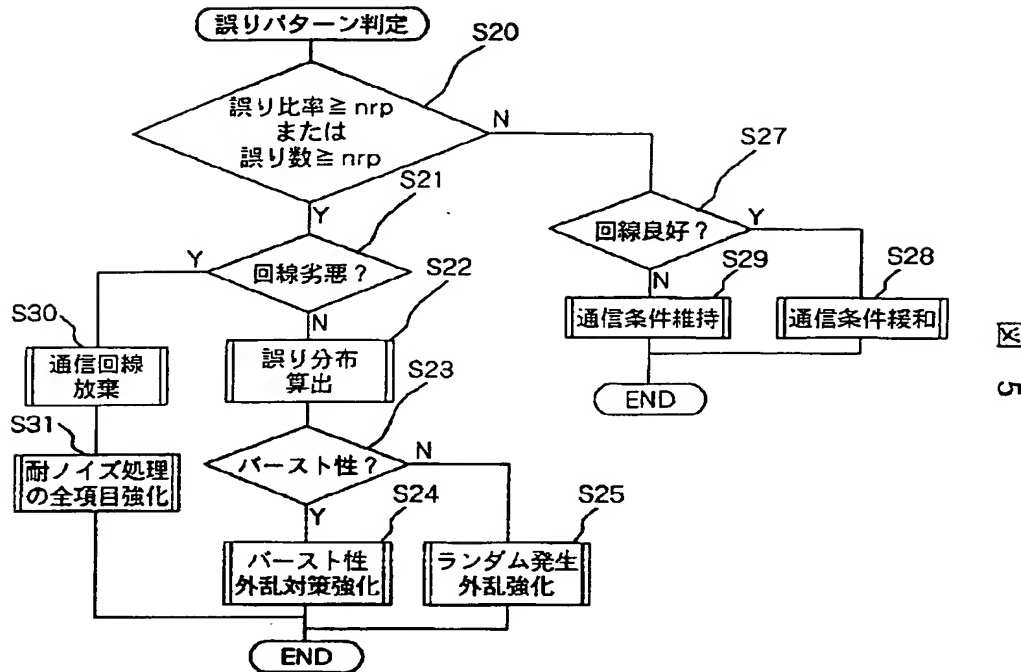 誤りパターン判定
S20
誤り比率≧nrp
または
誤り数≧nrp
N
Y
S27
回線良好？
Y
N
S21
回線劣悪？
Y
N
S29
通信条件維持
S28
通信条件緩和
END
S30
通信回線
放棄
S22
誤り分布
算出
S31
耐ノイズ処理
の全項目強化
S23
バースト性？
N
Y
S24
バースト性
外乱対策強化
S25
ランダム発生
外乱強化
END
図5